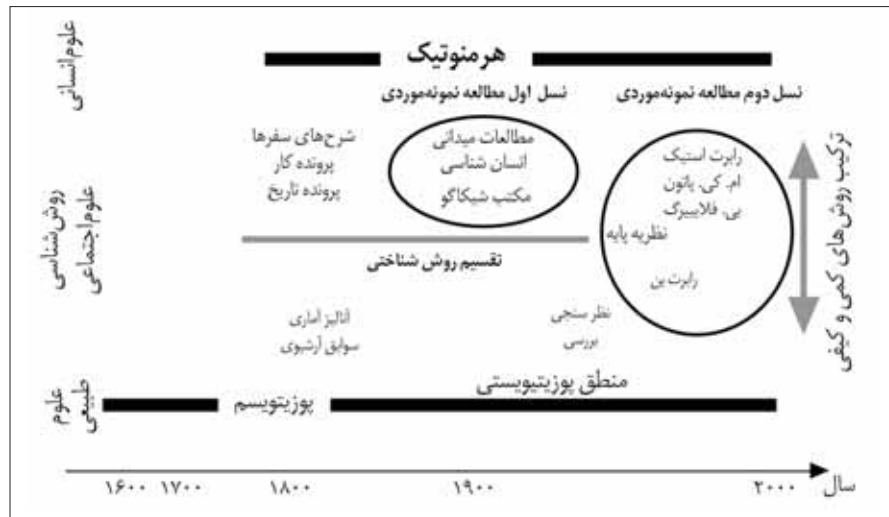 علوم انسانی
هرمنوتیک
نسل دوم مطالعه نمونه‌موردی
نسل اول مطالعه نمونه‌موردی
رابرت استیک
ام. کی. پاتون
بی. فلایبیرگ
نظریه پایه
رابرت ین
مطالعات میدانی
انسان شناسی
مکتب شیکاگو
شرح‌های سفرها
پرونده کار
پرونده تاریخ
ترکیب روش‌های کمی و کیفی
روش شناسی
علوم اجتماعی
تقسیم روش شناختی
نظر سنجی
بررسی
آنالیز آماری
سوابق آرشیوی
علوم
طبیعی
منطق پوزیتیویستی
پوزیتویسم
۱۶۰۰ ۱۷۰۰ ۱۸۰۰ ۱۹۰۰ ۲۰۰۰ سال